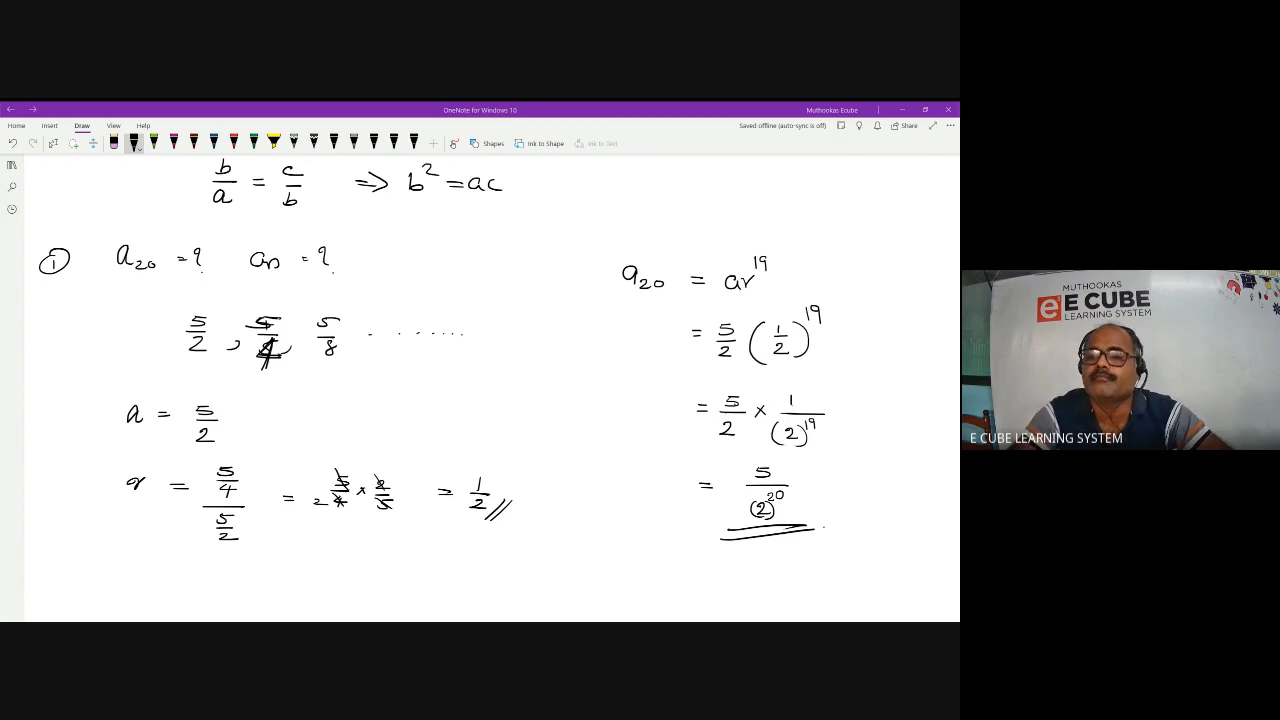 OneNote for Windows 10
Muthookas Ecube
Home Insert Draw View Help
Saved offline (auto-sync is off) Share
Shapes Ink to Shape Ink to Text
b/a = c/b => b² = ac
① a₂₀ = ? an = ?
5/2 , 5/4 , 5/8 ...........
a = 5/2
r = 5/4 / 5/2 = 5/4 × 2/5 = 1/2 //
2
a₂₀ = ar¹⁹
= 5/2 (1/2)¹⁹
= 5/2 × 1/(2)¹⁹
= 5/(2)²⁰
MUTHOOKAS
e E CUBE
LEARNING SYSTEM
E CUBE LEARNING SYSTEM